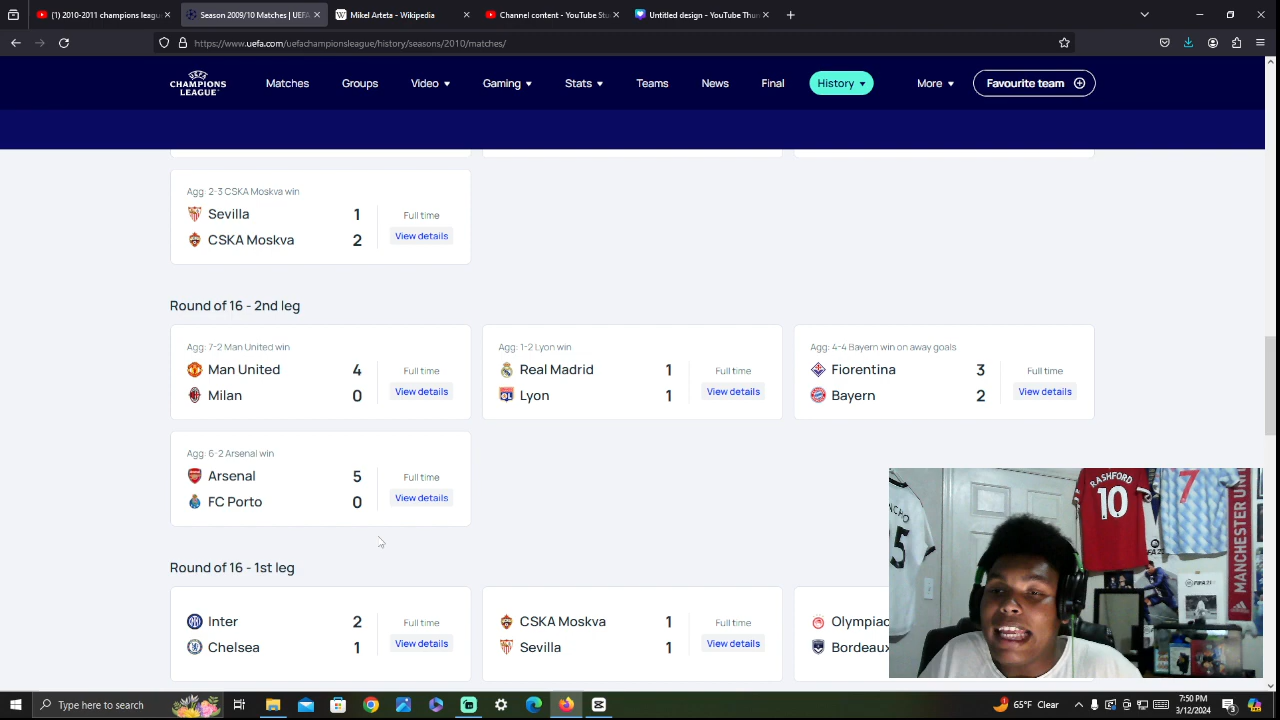 (1) 2010-2011 champions leag
Season 2009/10 Matches | UEFA
Mikel Arteta - Wikipedia
Channel content - YouTube Stu
Untitled design - YouTube Thun
https://www.uefa.com/uefachampionsleague/history/seasons/2010/matches/
CHAMPIONS LEAGUE
Matches
Groups
Video
Gaming
Stats
Teams
News
Final
History
More
Favourite team
Agg: 2-3 CSKA Moskva win
Sevilla 1
Full time
CSKA Moskva 2
View details
Round of 16 - 2nd leg
Agg: 7-2 Man United win
Man United 4
Full time
Milan 0
View details
Agg: 1-2 Lyon win
Real Madrid 1
Full time
Lyon 1
View details
Agg: 4-4 Bayern win on away goals
Fiorentina 3
Full time
Bayern 2
View details
Agg: 6-2 Arsenal win
Arsenal 5
Full time
FC Porto 0
View details
Round of 16 - 1st leg
Inter 2
Full time
Chelsea 1
View details
CSKA Moskva 1
Full time
Sevilla 1
View details
Olympiac
Bordeaux
RASHFORD
10
7
MANCHESTER UN
Type here to search
65°F Clear
7:50 PM
3/12/2024